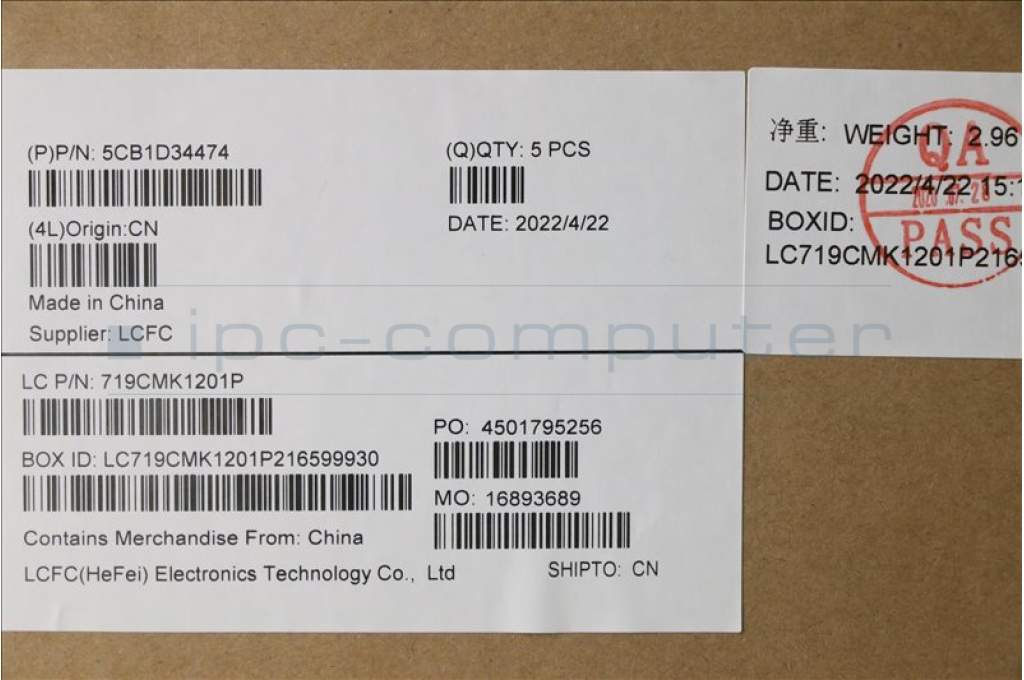 (P)P/N: 5CB1D34474
(Q)QTY: 5 PCS
(4L)Origin:CN
DATE: 2022/4/22
Made in China
Supplier: LCFC
LC P/N: 719CMK1201P
PO: 4501795256
BOX ID: LC719CMK1201P216599930
MO: 16893689
Contains Merchandise From: China
LCFC(HeFei) Electronics Technology Co., Ltd
SHIPTO: CN
净重: WEIGHT: 2.96
DATE: 2022/4/22 15:1
BOXID:
LC719CMK1201P2165
QA
PASS
ipc-computer